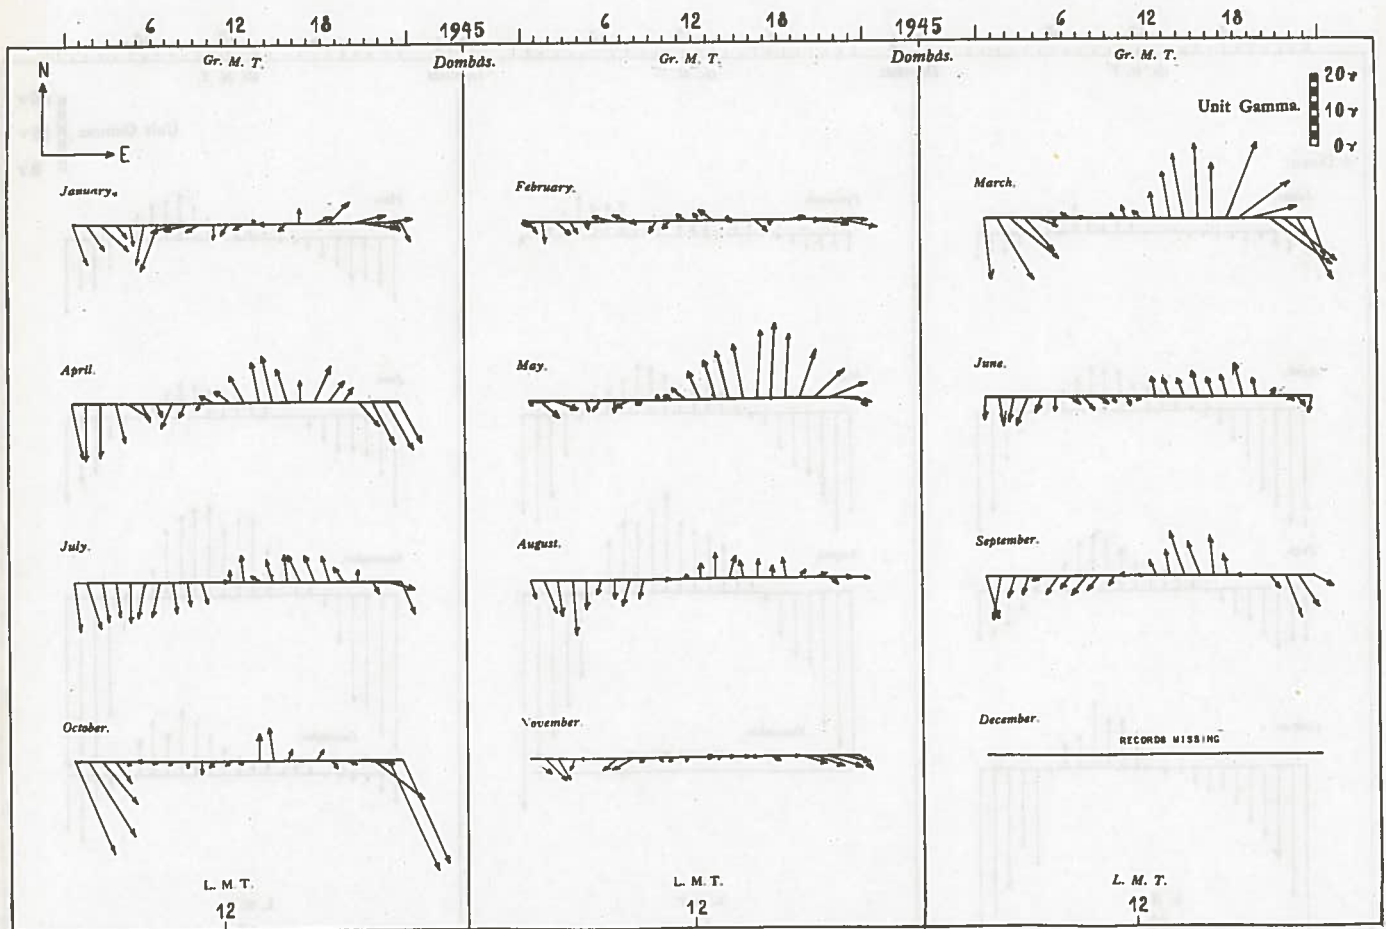 6 12 18 1945 6 12 18 1945 6 12 18
Gr. M. T. Dombås. Gr. M. T. Dombås. Gr. M. T.
N
E
Unit Gamma.
20γ
10γ
0γ
January.
February.
March.
April.
May.
June.
July.
August.
September.
October.
November.
December.
RECORDS MISSING
L. M. T. L. M. T. L. M. T.
12 12 12